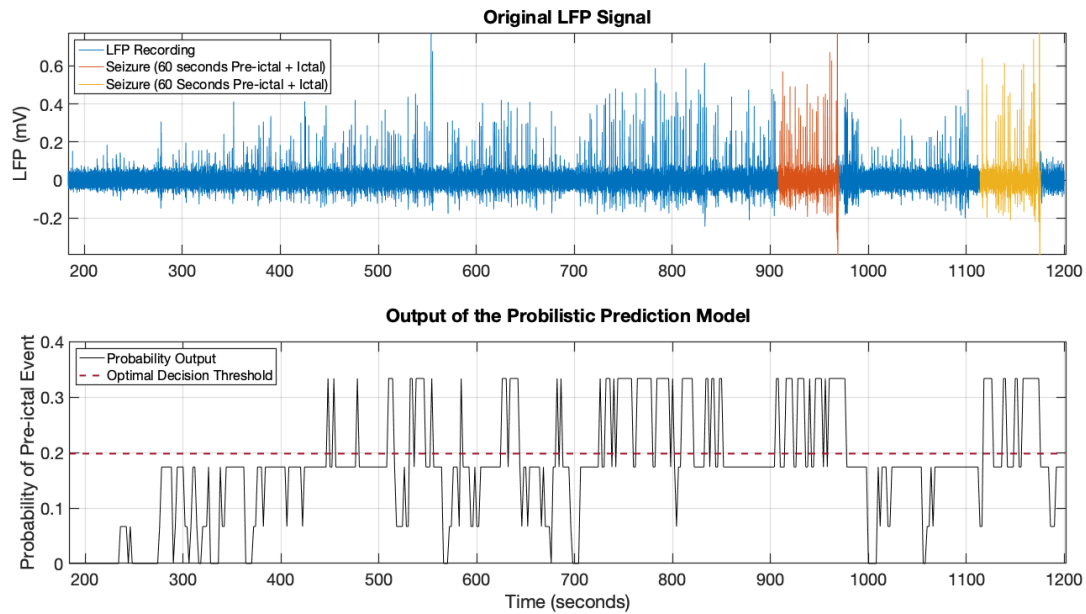 Original LFP Signal
LFP Recording
Seizure (60 seconds Pre-ictal + Ictal)
Seizure (60 Seconds Pre-ictal + Ictal)
LFP (mV)
0.6
0.4
0.2
0
-0.2
200 300 400 500 600 700 800 900 1000 1100 1200
Output of the Probilistic Prediction Model
Probability Output
Optimal Decision Threshold
Probability of Pre-ictal Event
0.4
0.3
0.2
0.1
0
200 300 400 500 600 700 800 900 1000 1100 1200
Time (seconds)